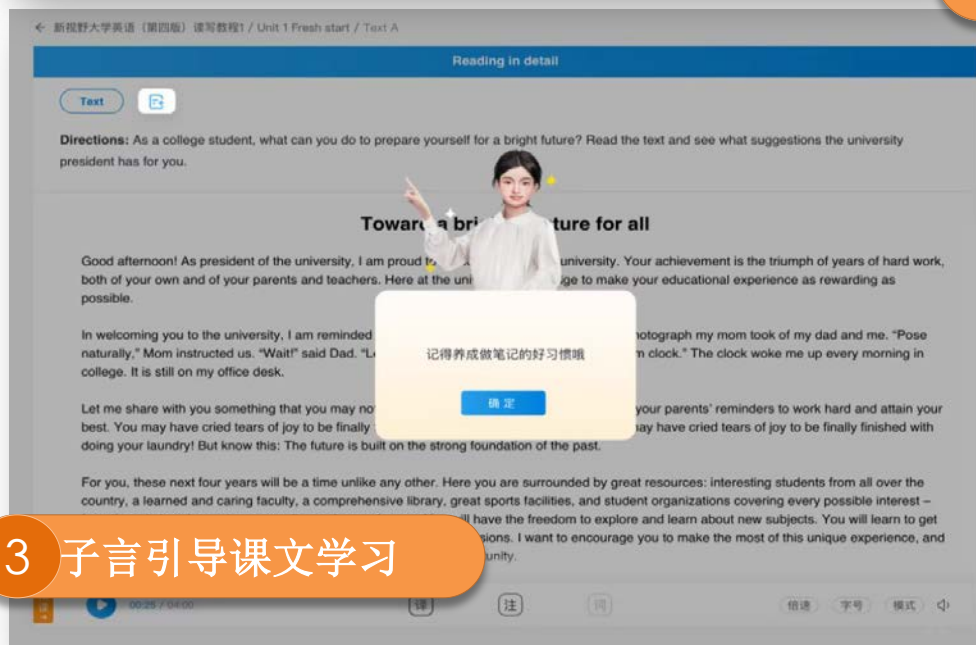 ← 新视野大学英语（第四版）读写教程1 / Unit 1 Fresh start / Text A
Reading in detail
Text
Directions: As a college student, what can you do to prepare yourself for a bright future? Read the text and see what suggestions the university
president has for you.
Toward a bri ture for all
Good afternoon! As president of the university, I am proud to university. Your achievement is the triumph of years of hard work,
both of your own and of your parents and teachers. Here at the uni ge to make your educational experience as rewarding as
possible.
In welcoming you to the university, I am reminded hotograph my mom took of my dad and me. “Pose
naturally,” Mom instructed us. “Wait!” said Dad. “L m clock.” The clock woke me up every morning in
college. It is still on my office desk.
记得养成做笔记的好习惯哦
确定
Let me share with you something that you may no your parents’ reminders to work hard and attain your
best. You may have cried tears of joy to be finally ay have cried tears of joy to be finally finished with
doing your laundry! But know this: The future is built on the strong foundation of the past.
For you, these next four years will be a time unlike any other. Here you are surrounded by great resources: interesting students from all over the
country, a learned and caring faculty, a comprehensive library, great sports facilities, and student organizations covering every possible interest –
ill have the freedom to explore and learn about new subjects. You will learn to get
sions. I want to encourage you to make the most of this unique experience, and
unity.
3 子言引导课文学习
00:25 / 04:00
译 注 词 倍速 字号 模式